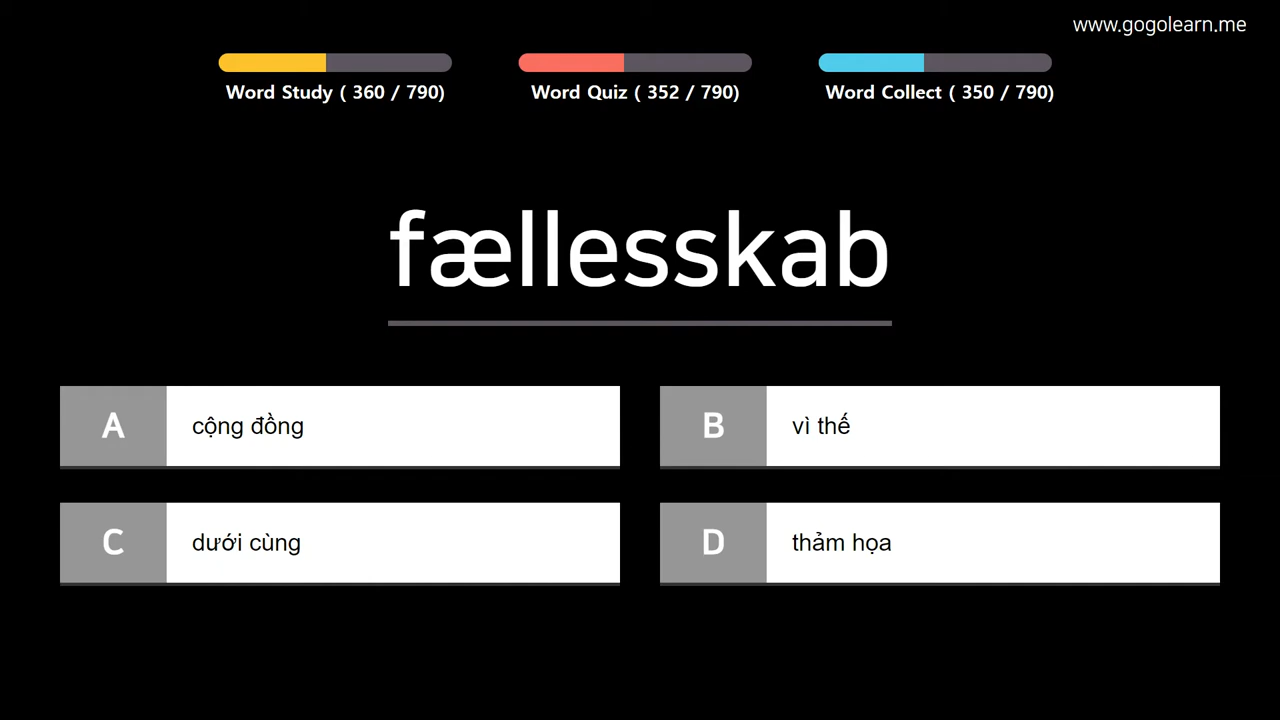 www.gogolearn.me
Word Study ( 360 / 790)
Word Quiz ( 352 / 790)
Word Collect ( 350 / 790)
fællesskab
A cộng đồng
B vì thế
C dưới cùng
D thảm họa